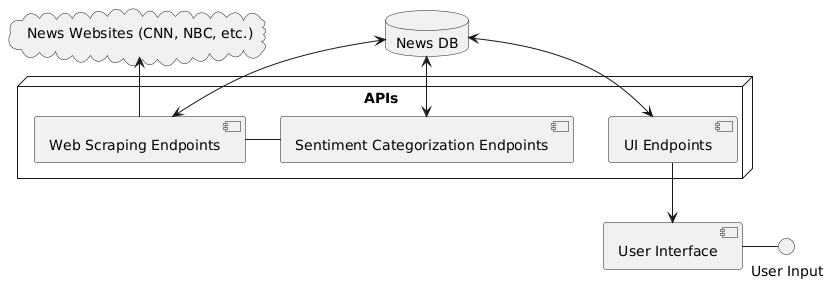 News Websites (CNN, NBC, etc.)
News DB
APIs
Web Scraping Endpoints
Sentiment Categorization Endpoints
UI Endpoints
User Interface
User Input